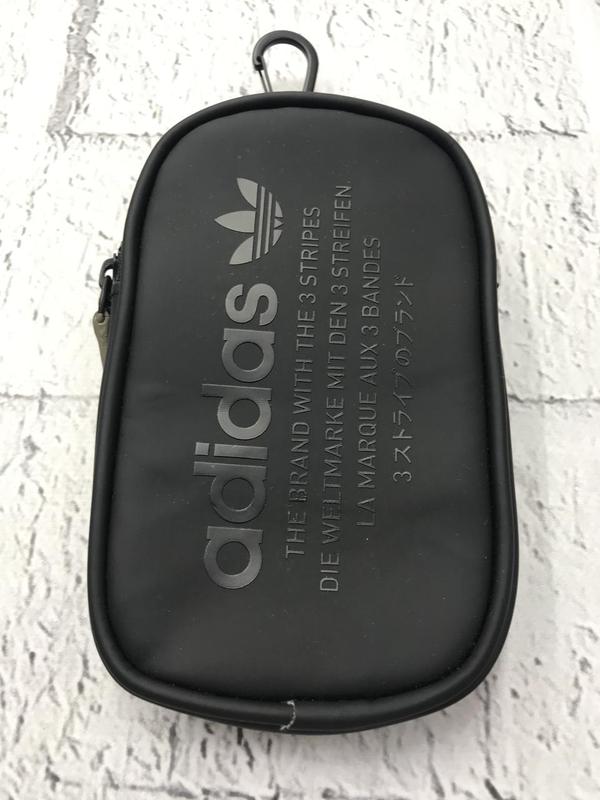 adidas
THE BRAND WITH THE 3 STRIPES
DIE WELTMARKE MIT DEN 3 STREIFEN.
LA MARQUE AUX 3 BANDES
3 ストライプのブランド